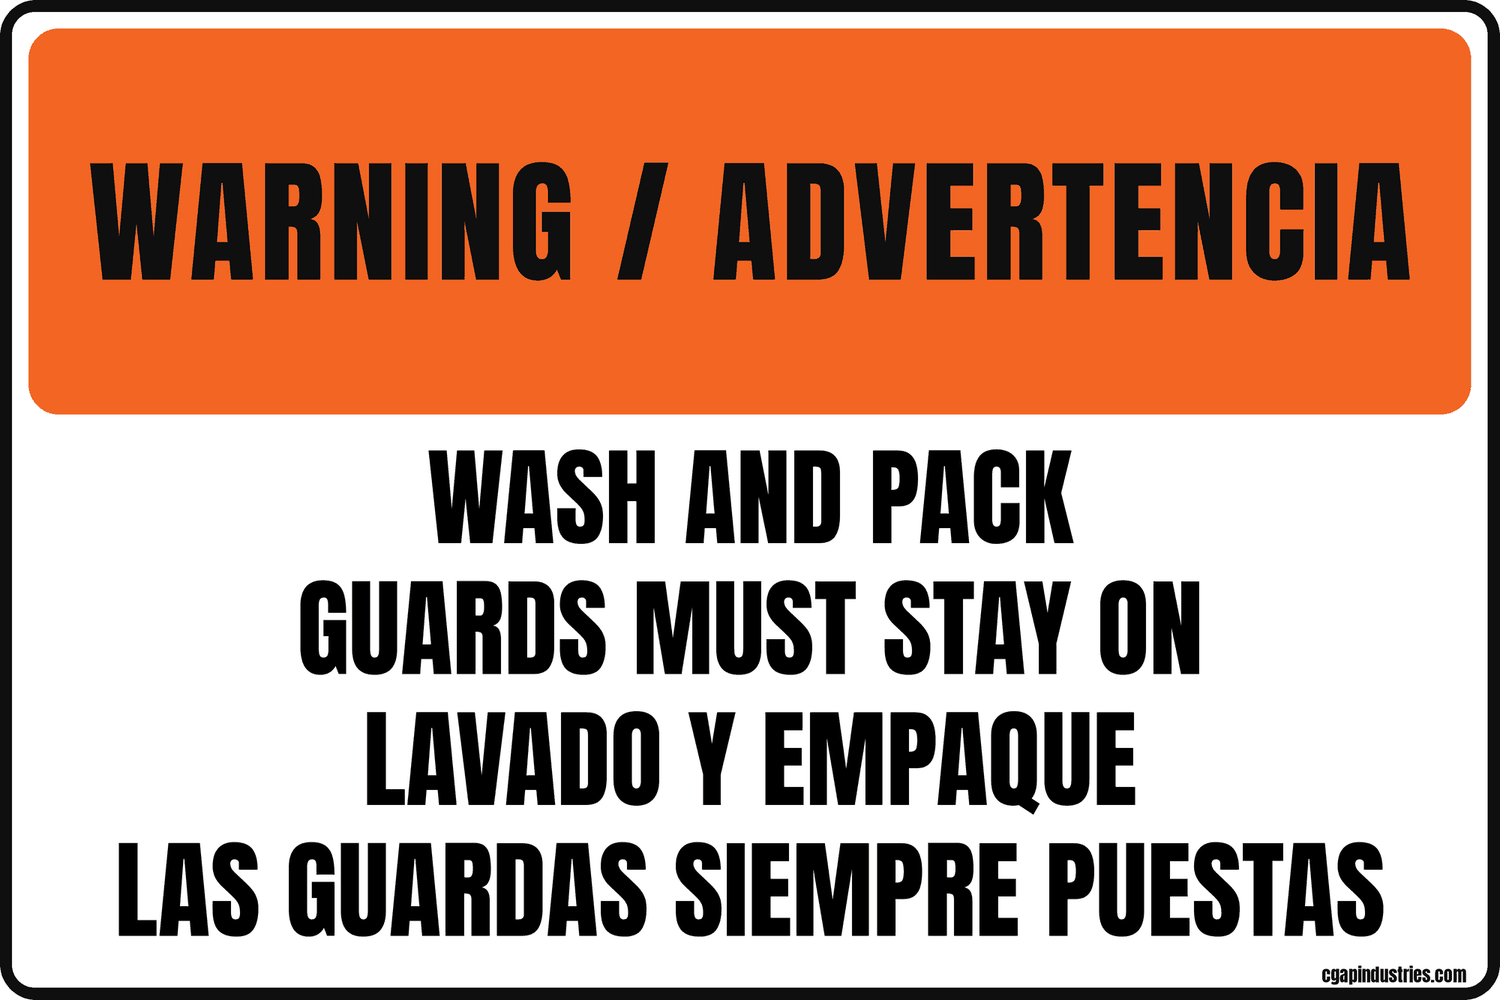 WARNING / ADVERTENCIA
WASH AND PACK
GUARDS MUST STAY ON
LAVADO Y EMPAQUE
LAS GUARDAS SIEMPRE PUESTAS
cgapindustries.com